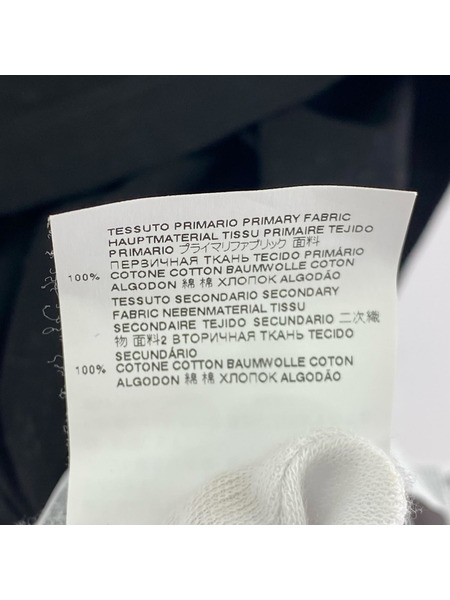 TESSUTO PRIMARIO PRIMARY FABRIC
HAUPTMATERIAL TISSU PRIMAIRE TEJIDO
PRIMARIO プライマリファブリック 面料
ПЕРВИЧНАЯ ТКАНЬ TECIDO PRIMÁRIO
100% COTONE COTTON BAUMWOLLE COTON
ALGODON 綿 棉 ХЛОПОК ALGODÃO
TESSUTO SECONDARIO SECONDARY
FABRIC NEBENMATERIAL TISSU
SECONDAIRE TEJIDO SECUNDARIO 二次織
物 面料2 ВТОРИЧНАЯ ТКАНЬ TECIDO
SECUNDÁRIO
100% COTONE COTTON BAUMWOLLE COTON
ALGODON 綿 棉 ХЛОПОК ALGODÃO